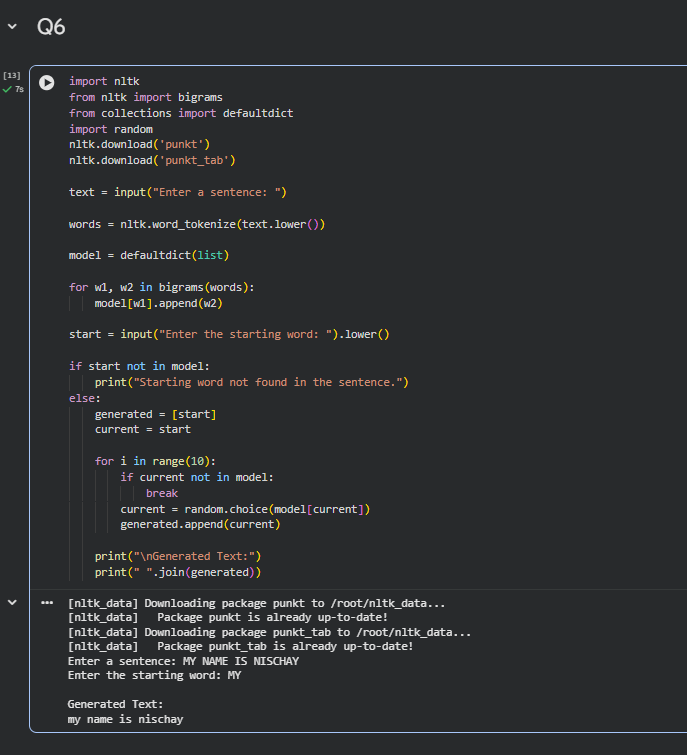 Q6
[13]
7s
import nltk
from nltk import bigrams
from collections import defaultdict
import random
nltk.download('punkt')
nltk.download('punkt_tab')
text = input("Enter a sentence: ")
words = nltk.word_tokenize(text.lower())
model = defaultdict(list)
for w1, w2 in bigrams(words):
    model[w1].append(w2)
start = input("Enter the starting word: ").lower()
if start not in model:
    print("Starting word not found in the sentence.")
else:
    generated = [start]
    current = start
    for i in range(10):
        if current not in model:
            break
        current = random.choice(model[current])
        generated.append(current)
    print("\nGenerated Text:")
    print(" ".join(generated))
[nltk_data] Downloading package punkt to /root/nltk_data...
[nltk_data]   Package punkt is already up-to-date!
[nltk_data] Downloading package punkt_tab to /root/nltk_data...
[nltk_data]   Package punkt_tab is already up-to-date!
Enter a sentence: MY NAME IS NISCHAY
Enter the starting word: MY
Generated Text:
my name is nischay